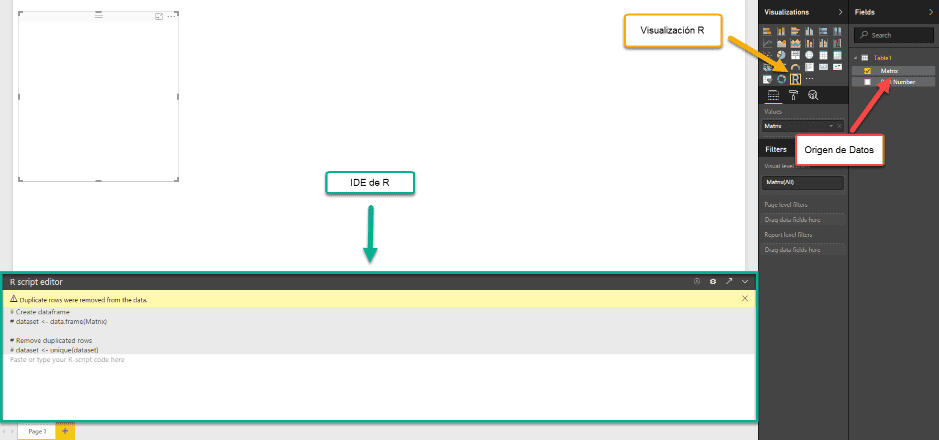 Visualización R
Visualizations
Fields
Search
Table1
Matrix
Number
Values
Matrix
Origen de Datos
Filters
Visual level
Matrix(All)
Page level filters
Drag data fields here
Report level filters
Drag data fields here
IDE de R
R script editor
Duplicate rows were removed from the data.
# Create dataframe
# dataset <- data.frame(Matrix)
# Remove duplicated rows
# dataset <- unique(dataset)
Paste or type your R-script code here
Page 1